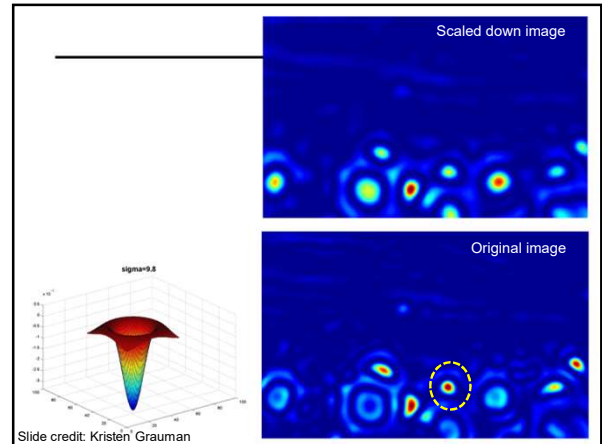 Scaled down image
Original image
sigma=9.8
Slide credit: Kristen Grauman